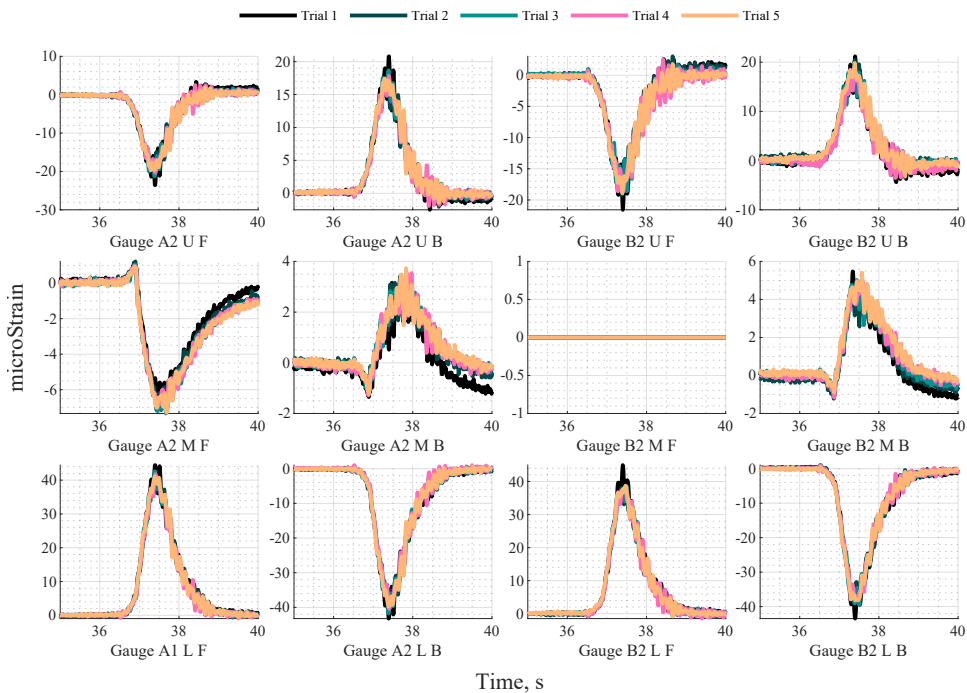 Trial 1 Trial 2 Trial 3 Trial 4 Trial 5
10
0
-10
-20
-30
36 38 40
Gauge A2 U F
20
15
10
5
0
36 38 40
Gauge A2 U B
0
-5
-10
-15
-20
36 38 40
Gauge B2 U F
20
10
0
-10
36 38 40
Gauge B2 U B
microStrain
0
-2
-4
-6
36 38 40
Gauge A2 M F
4
2
0
-2
36 38 40
Gauge A2 M B
1
0.5
0
-0.5
-1
36 38 40
Gauge B2 M F
6
4
2
0
-2
36 38 40
Gauge B2 M B
40
30
20
10
0
36 38 40
Gauge A1 L F
0
-10
-20
-30
-40
36 38 40
Gauge A2 L B
40
30
20
10
0
36 38 40
Gauge B2 L F
0
-10
-20
-30
-40
36 38 40
Gauge B2 L B
Time, s